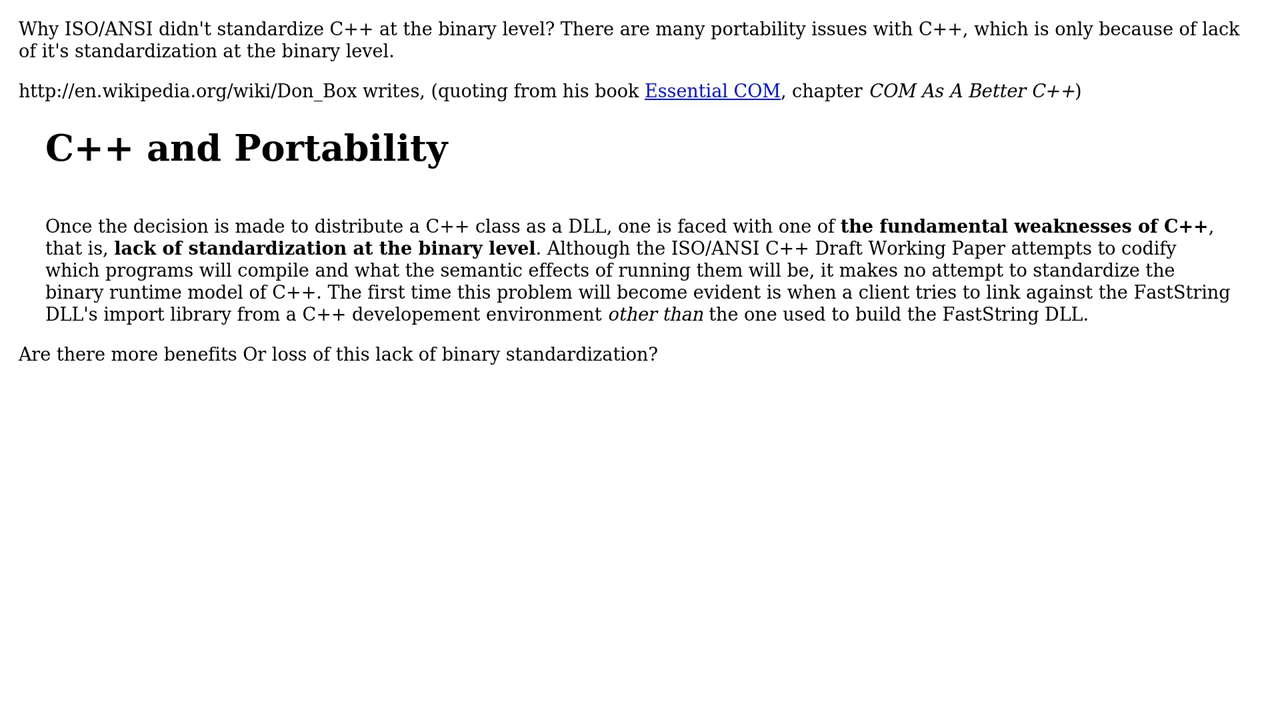 Why ISO/ANSI didn't standardize C++ at the binary level? There are many portability issues with C++, which is only because of lack
of it's standardization at the binary level.
http://en.wikipedia.org/wiki/Don_Box writes, (quoting from his book Essential COM, chapter COM As A Better C++)
C++ and Portability
Once the decision is made to distribute a C++ class as a DLL, one is faced with one of the fundamental weaknesses of C++,
that is, lack of standardization at the binary level. Although the ISO/ANSI C++ Draft Working Paper attempts to codify
which programs will compile and what the semantic effects of running them will be, it makes no attempt to standardize the
binary runtime model of C++. The first time this problem will become evident is when a client tries to link against the FastString
DLL's import library from a C++ developement environment other than the one used to build the FastString DLL.
Are there more benefits Or loss of this lack of binary standardization?